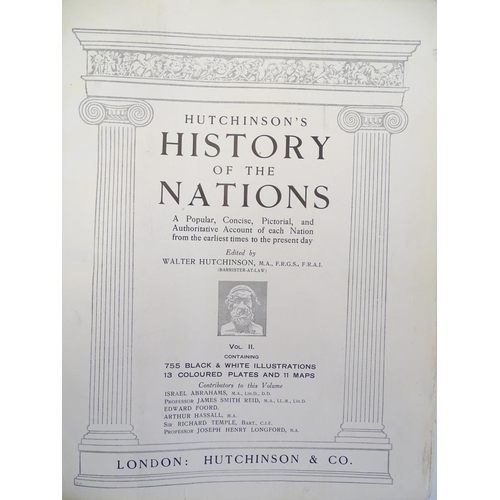 HUTCHINSON'S
HISTORY
OF THE
NATIONS
A Popular, Concise, Pictorial, and
Authoritative Account of each Nation
from the earliest times to the present day
Edited by
WALTER HUTCHINSON, M.A., F.R.G.S., F.R.A.I.
(BARRISTER-AT-LAW)
VOL. II.
CONTAINING
755 BLACK & WHITE ILLUSTRATIONS
13 COLOURED PLATES AND 11 MAPS
Contributors to this Volume
ISRAEL ABRAHAMS, M.A., Litt.D., D.D.
PROFESSOR JAMES SMITH REID, M.A., LL.M., Litt.D.
EDWARD FOORD.
ARTHUR HASSALL, M.A.
SIR RICHARD TEMPLE, BART., C.I.E.
PROFESSOR JOSEPH HENRY LONGFORD, B.A.
LONDON: HUTCHINSON & CO.